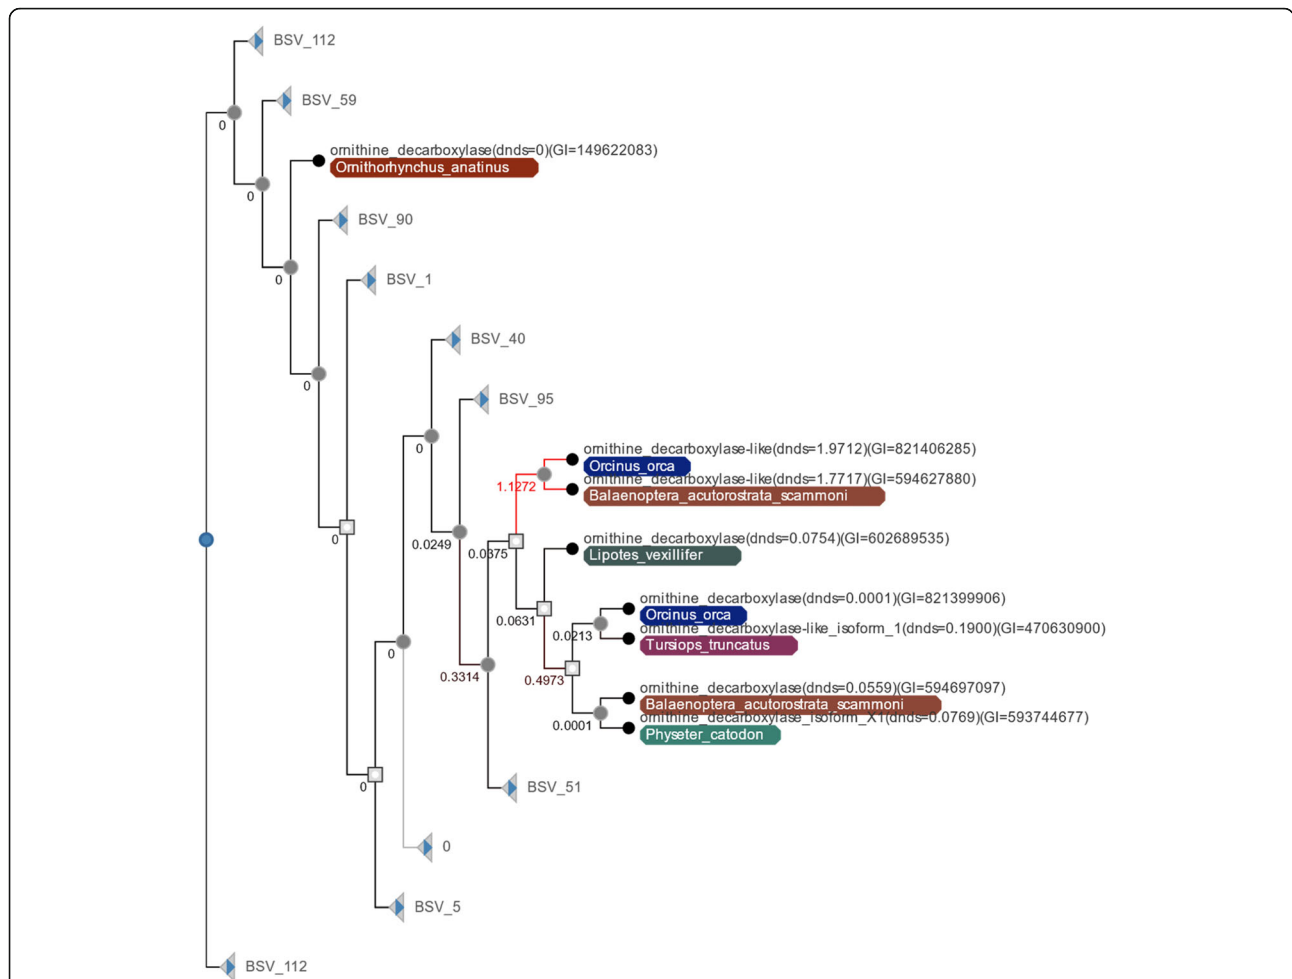 BSV_112
0
BSV_59
0
ornithine_decarboxylase(dnds=0)(GI=149622083)
Ornithorhynchus_anatinus
BSV_90
0
BSV_1
0
BSV_40
BSV_95
0
ornithine_decarboxylase-like(dnds=1.9712)(GI=821406285)
Orcinus_orca
ornithine_decarboxylase-like(dnds=1.7717)(GI=594627880)
1.1272
Balaenoptera_acutorostrata_scammoni
0
ornithine_decarboxylase(dnds=0.0754)(GI=602689535)
0.0249
0.0375
Lipotes_vexillifer
ornithine_decarboxylase(dnds=0.0001)(GI=821399906)
Orcinus_orca
0.0631
ornithine_decarboxylase-like_isoform_1(dnds=0.1900)(GI=470630900)
0.0213
Tursiops_truncatus
0
0.3314
0.4973
ornithine_decarboxylase(dnds=0.0559)(GI=594697097)
Balaenoptera_acutorostrata_scammoni
ornithine_decarboxylase_isoform_X1(dnds=0.0769)(GI=593744677)
0.0001
Physeter_catodon
0
BSV_51
0
BSV_5
BSV_112